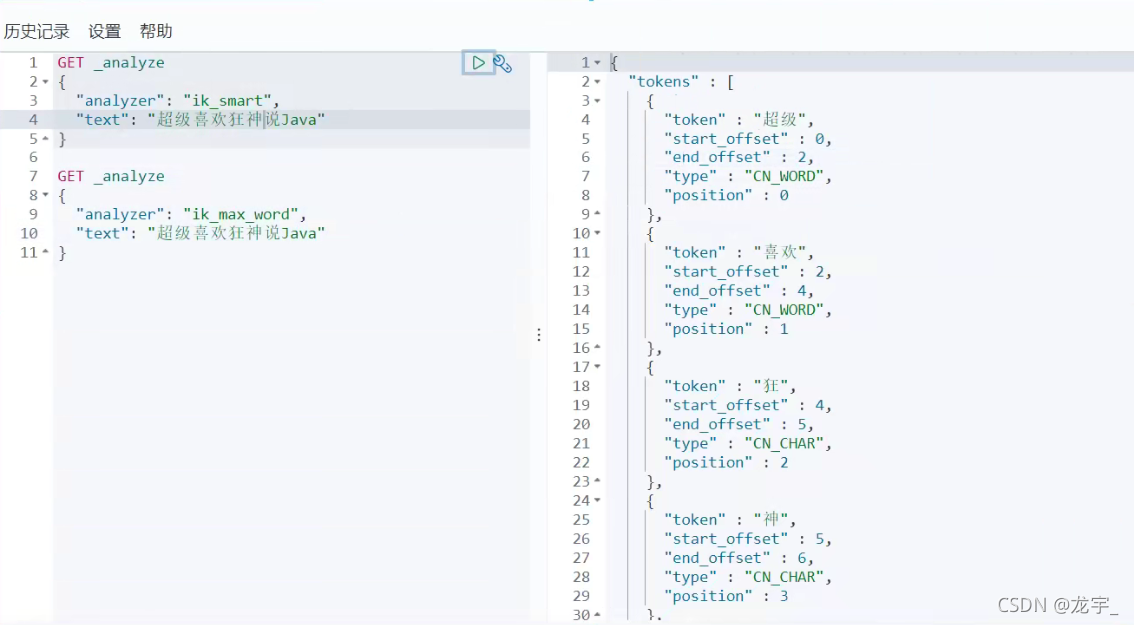 历史记录 设置 帮助
1 GET _analyze
2 {
3 "analyzer": "ik_smart",
4 "text": "超级喜欢狂神说Java"
5 }
6
7 GET _analyze
8 {
9 "analyzer": "ik_max_word",
10 "text": "超级喜欢狂神说Java"
11 }
1 {
2 "tokens" : [
3 {
4 "token" : "超级",
5 "start_offset" : 0,
6 "end_offset" : 2,
7 "type" : "CN_WORD",
8 "position" : 0
9 },
10 {
11 "token" : "喜欢",
12 "start_offset" : 2,
13 "end_offset" : 4,
14 "type" : "CN_WORD",
15 "position" : 1
16 },
17 {
18 "token" : "狂",
19 "start_offset" : 4,
20 "end_offset" : 5,
21 "type" : "CN_CHAR",
22 "position" : 2
23 },
24 {
25 "token" : "神",
26 "start_offset" : 5,
27 "end_offset" : 6,
28 "type" : "CN_CHAR",
29 "position" : 3
30 },
CSDN @龙宇_